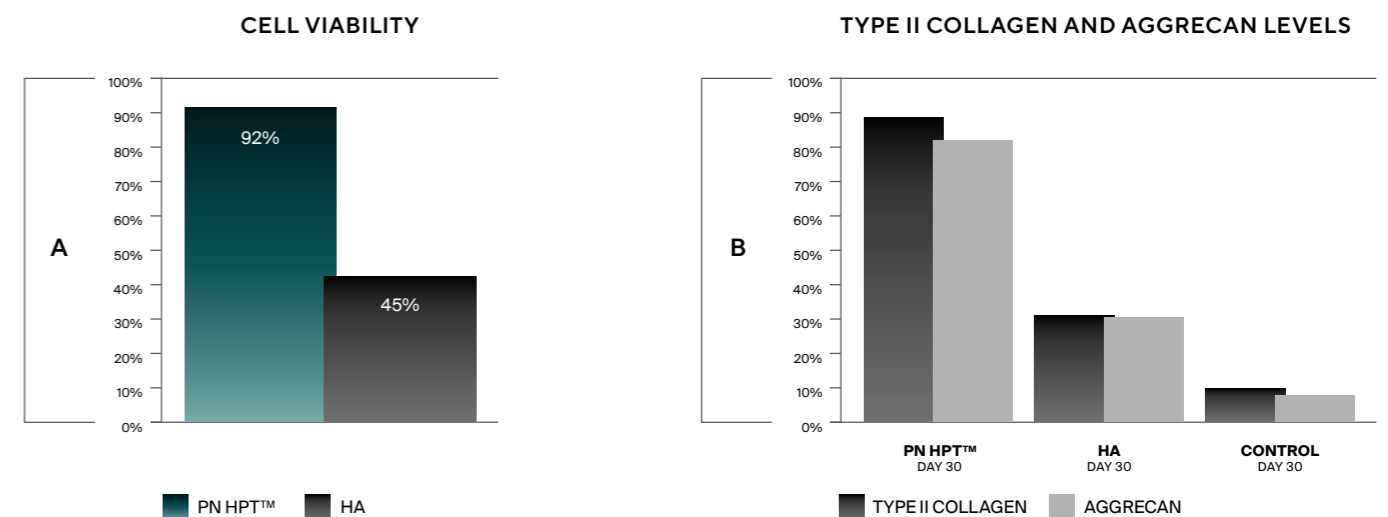 CELL VIABILITY
A
100%
90%
80%
70%
60%
50%
40%
30%
20%
10%
0%
92%
45%
PN HPT™
HA
TYPE II COLLAGEN AND AGGRECAN LEVELS
B
100%
90%
80%
70%
60%
50%
40%
30%
20%
10%
0%
PN HPT™
DAY 30
HA
DAY 30
CONTROL
DAY 30
TYPE II COLLAGEN
AGGRECAN